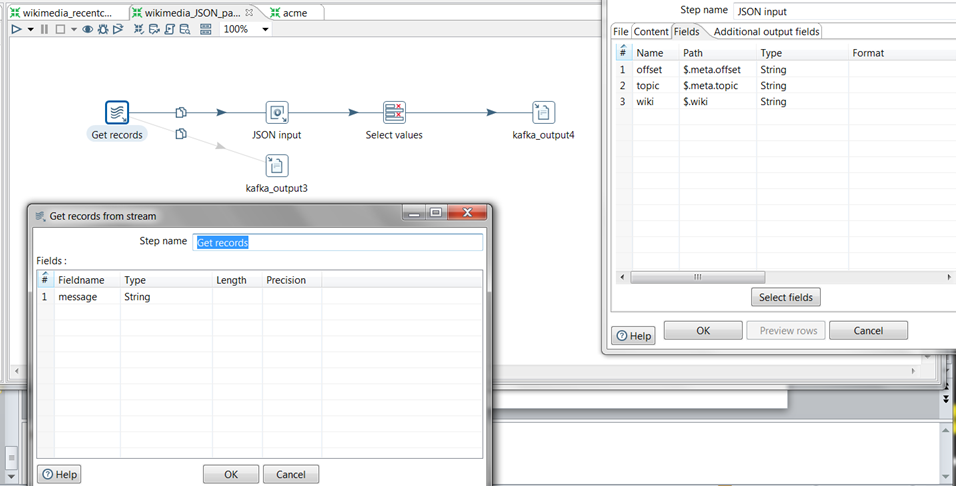 wikimedia_recentc...
wikimedia_JSON_pa...
acme
100%
Get records
JSON input
Select values
kafka_output4
kafka_output3
Step name JSON input
File Content Fields Additional output fields
# Name Path Type Format
1 offset $.meta.offset String
2 topic $.meta.topic String
3 wiki $.wiki String
Select fields
Help OK Preview rows Cancel
Get records from stream
Step name Get records
Fields :
# Fieldname Type Length Precision
1 message String
Help OK Cancel